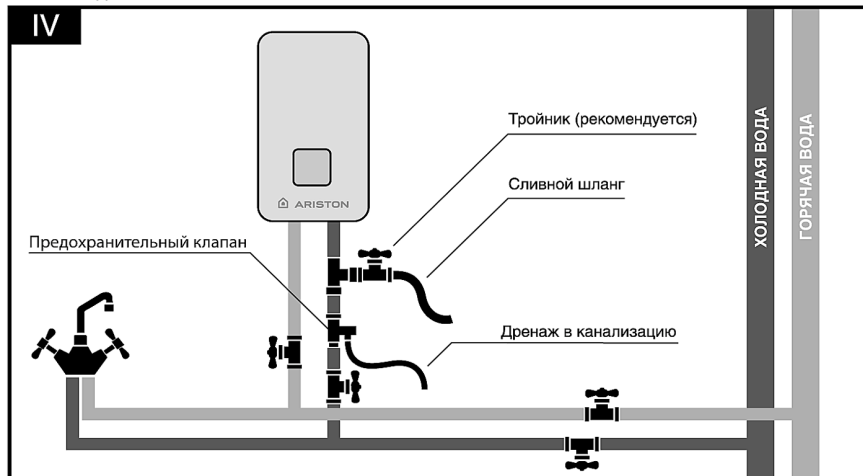 IV
Тройник (рекомендуется)
Сливной шланг
ARISTON
Предохранительный клапан
Дренаж в канализацию
ХОЛОДНАЯ ВОДА
ГОРЯЧАЯ ВОДА